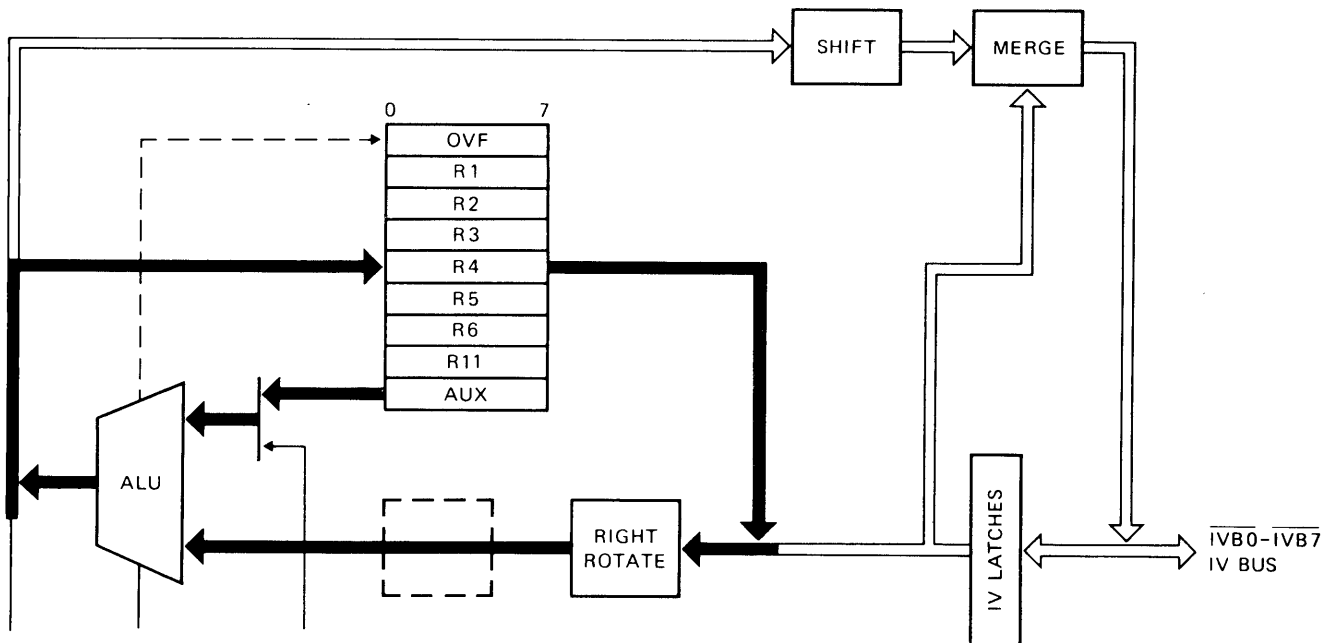 SHIFT
MERGE
0 7
OVF
R1
R2
R3
R4
R5
R6
R11
AUX
ALU
RIGHT
ROTATE
IV LATCHES
IVB0-IVB7
IV BUS